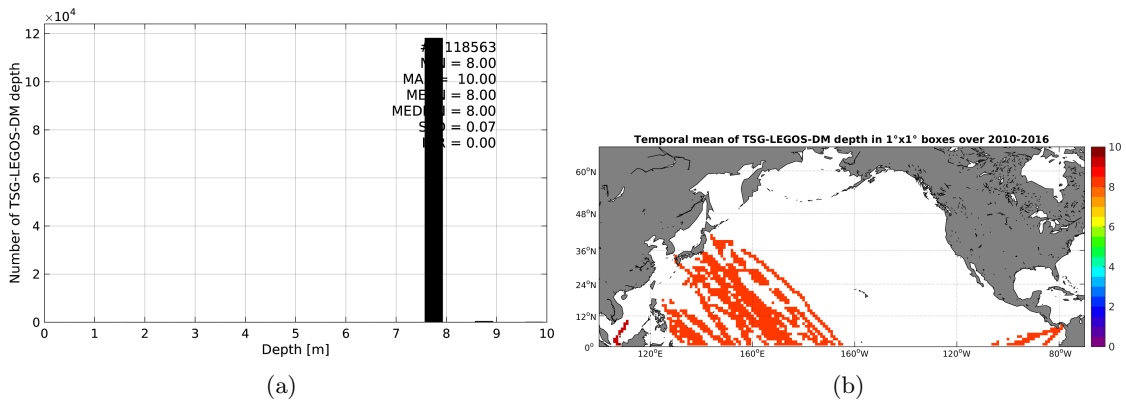 ×10⁴
12
10
8
6
4
2
0
Number of TSG-LEGOS-DM depth
118563
= 8.00
= 10.00
= 8.00
= 8.00
= 0.07
= 0.00
0 1 2 3 4 5 6 7 8 9 10
Depth [m]
(a)
Temporal mean of TSG-LEGOS-DM depth in 1°x1° boxes over 2010-2016
60°N
48°N
36°N
24°N
12°N
0°
120°E 160°E 160°W 120°W 80°W
10
8
6
4
2
0
(b)